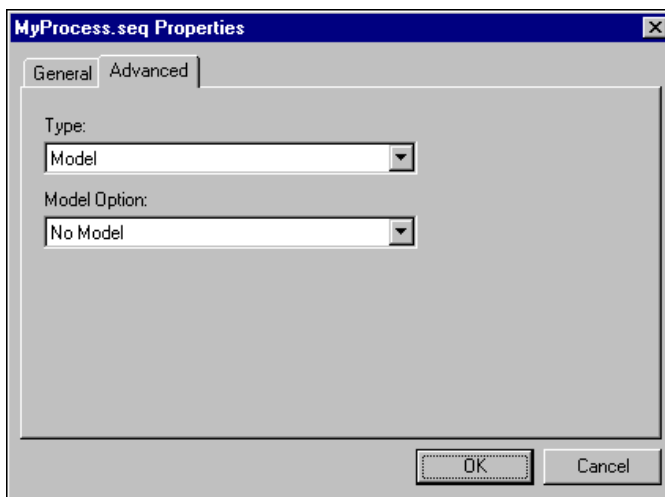 MyProcess.seq Properties
General Advanced
Type:
Model
Model Option:
No Model
OK Cancel